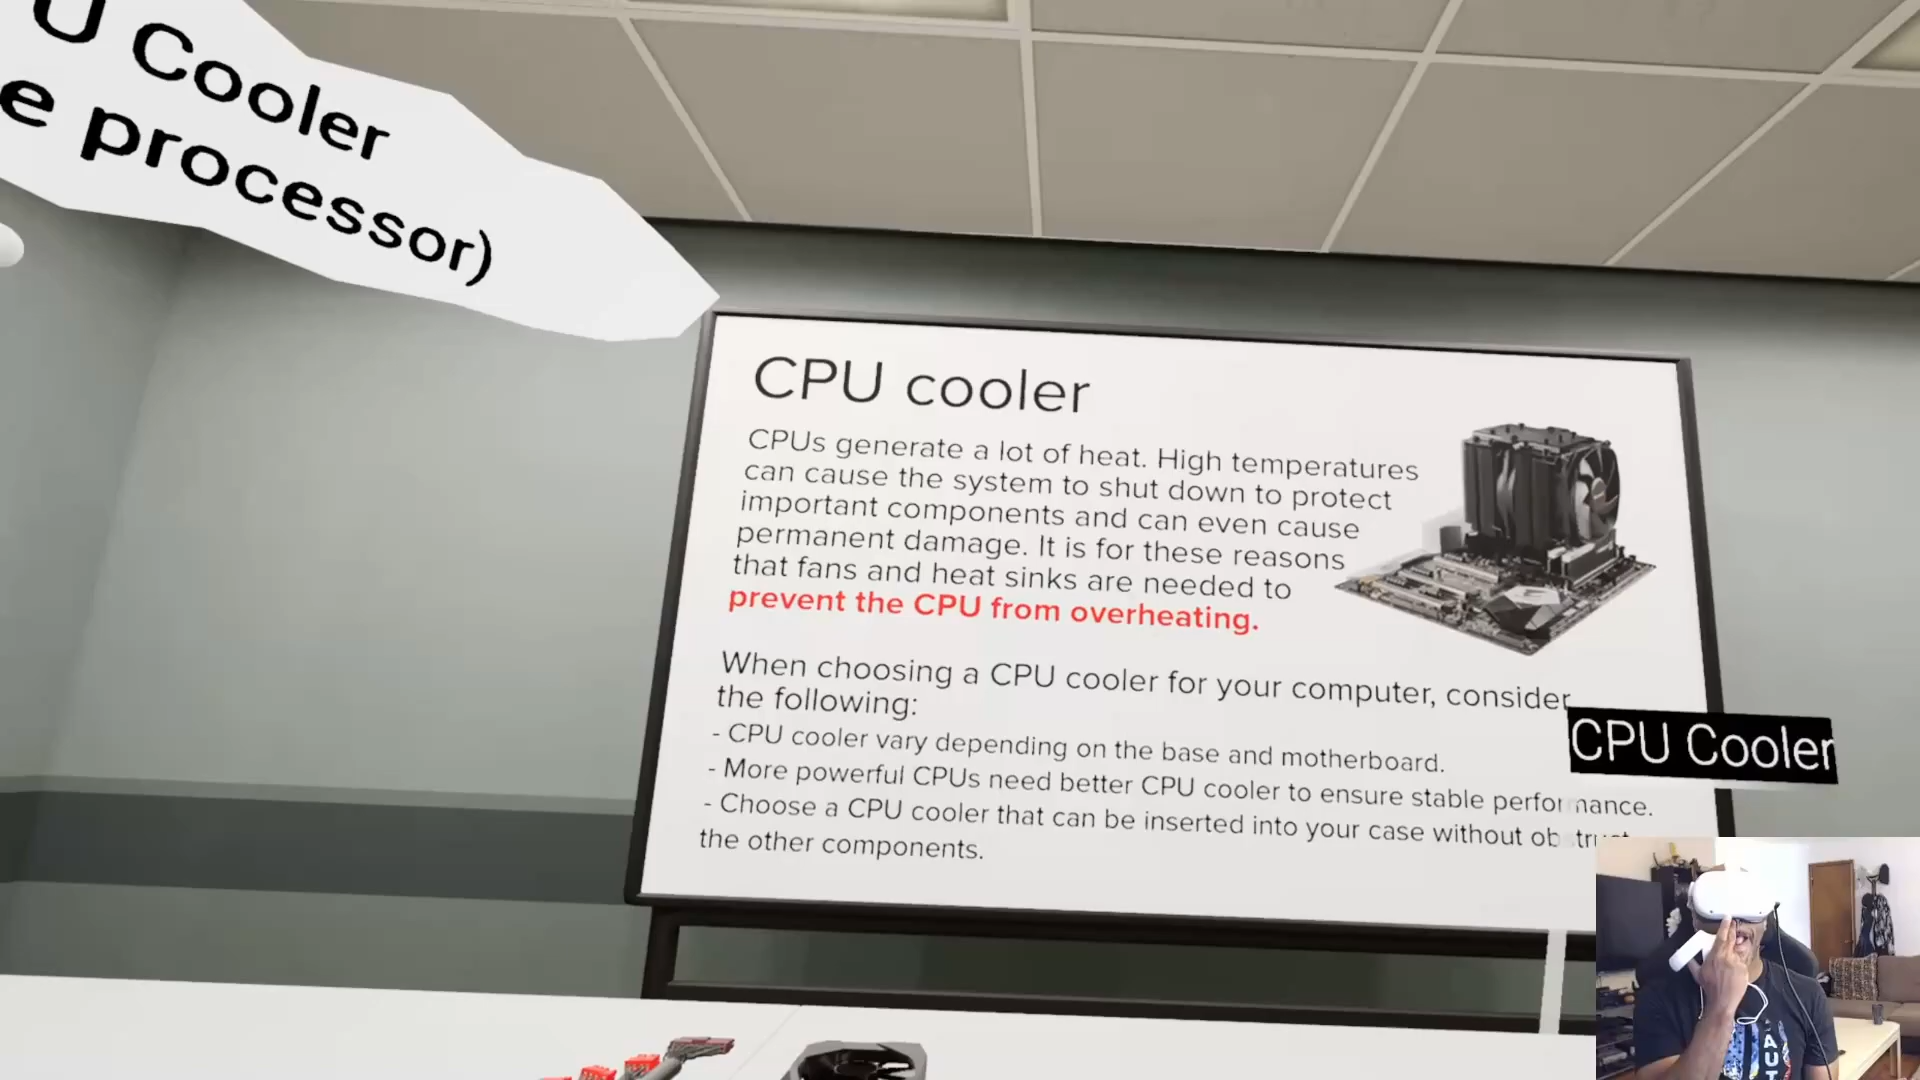 U Cooler
e processor)
CPU cooler
CPUs generate a lot of heat. High temperatures
can cause the system to shut down to protect
important components and can even cause
permanent damage. It is for these reasons
that fans and heat sinks are needed to
prevent the CPU from overheating.
When choosing a CPU cooler for your computer, consider
the following:
- CPU cooler vary depending on the base and motherboard.
- More powerful CPUs need better CPU cooler to ensure stable performance.
- Choose a CPU cooler that can be inserted into your case without
the other components.
CPU Cooler